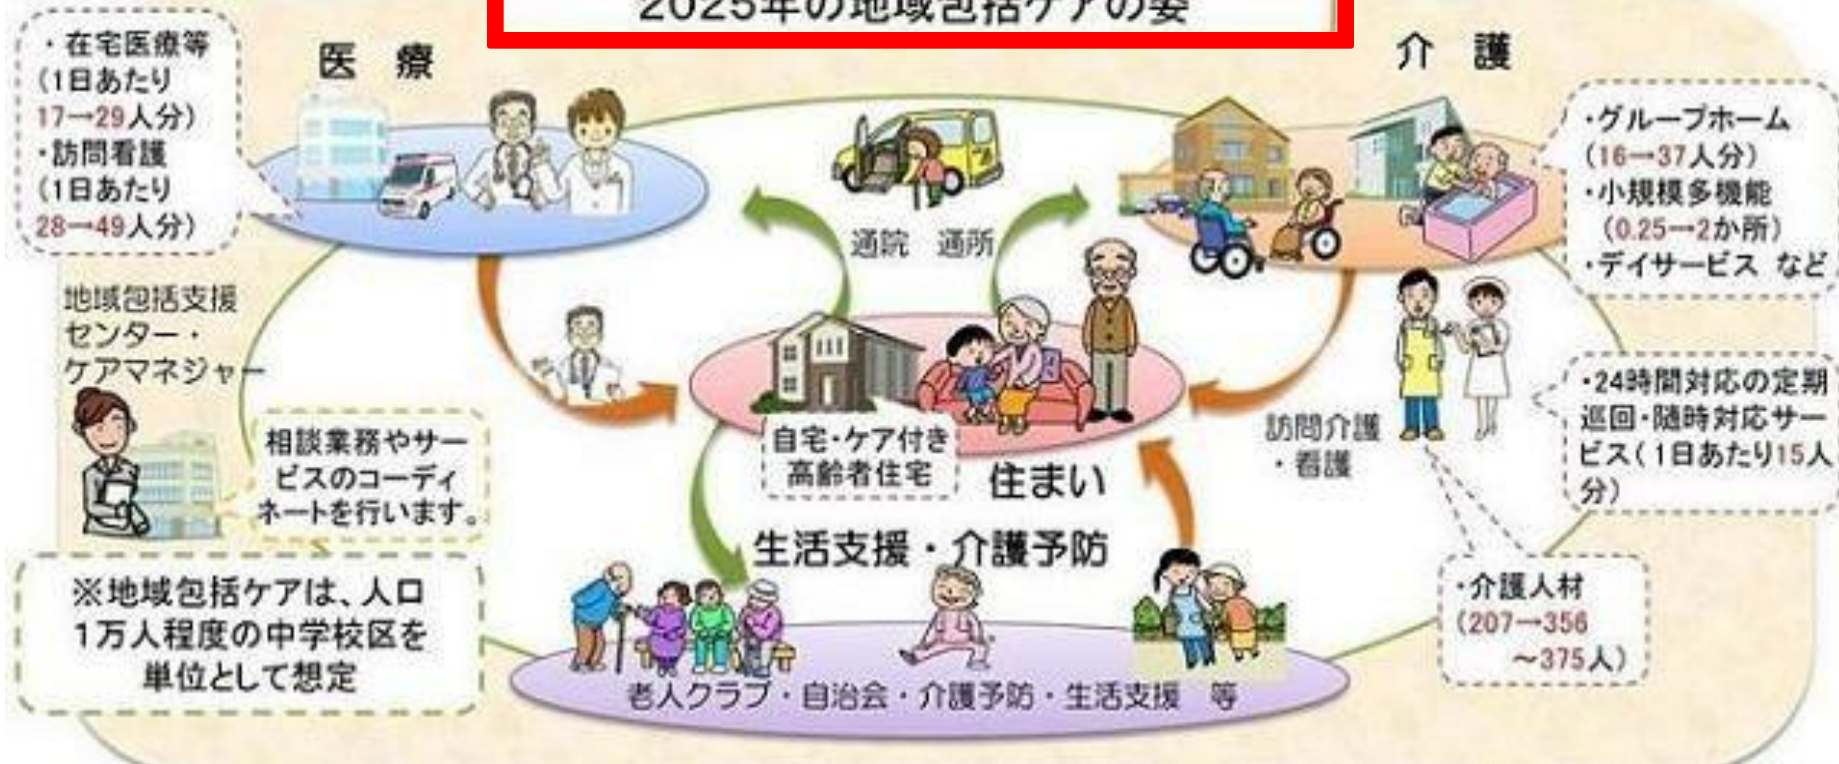 2025年の地域包括ケアの姿
・在宅医療等
(1日あたり
17→29人分)
・訪問看護
(1日あたり
28→49人分)
医 療
介 護
・グループホーム
(16→37人分)
・小規模多機能
(0.25→2か所)
・デイサービス など
通院 通所
地域包括支援
センター・
ケアマネジャー
相談業務やサー
ビスのコーディ
ネートを行います。
自宅・ケア付き
高齢者住宅
住まい
訪問介護
・看護
・24時間対応の定期
巡回・随時対応サー
ビス(1日あたり15人
分)
生活支援・介護予防
※地域包括ケアは、人口
1万人程度の中学校区を
単位として想定
・介護人材
(207→356
～375人)
老人クラブ・自治会・介護予防・生活支援 等